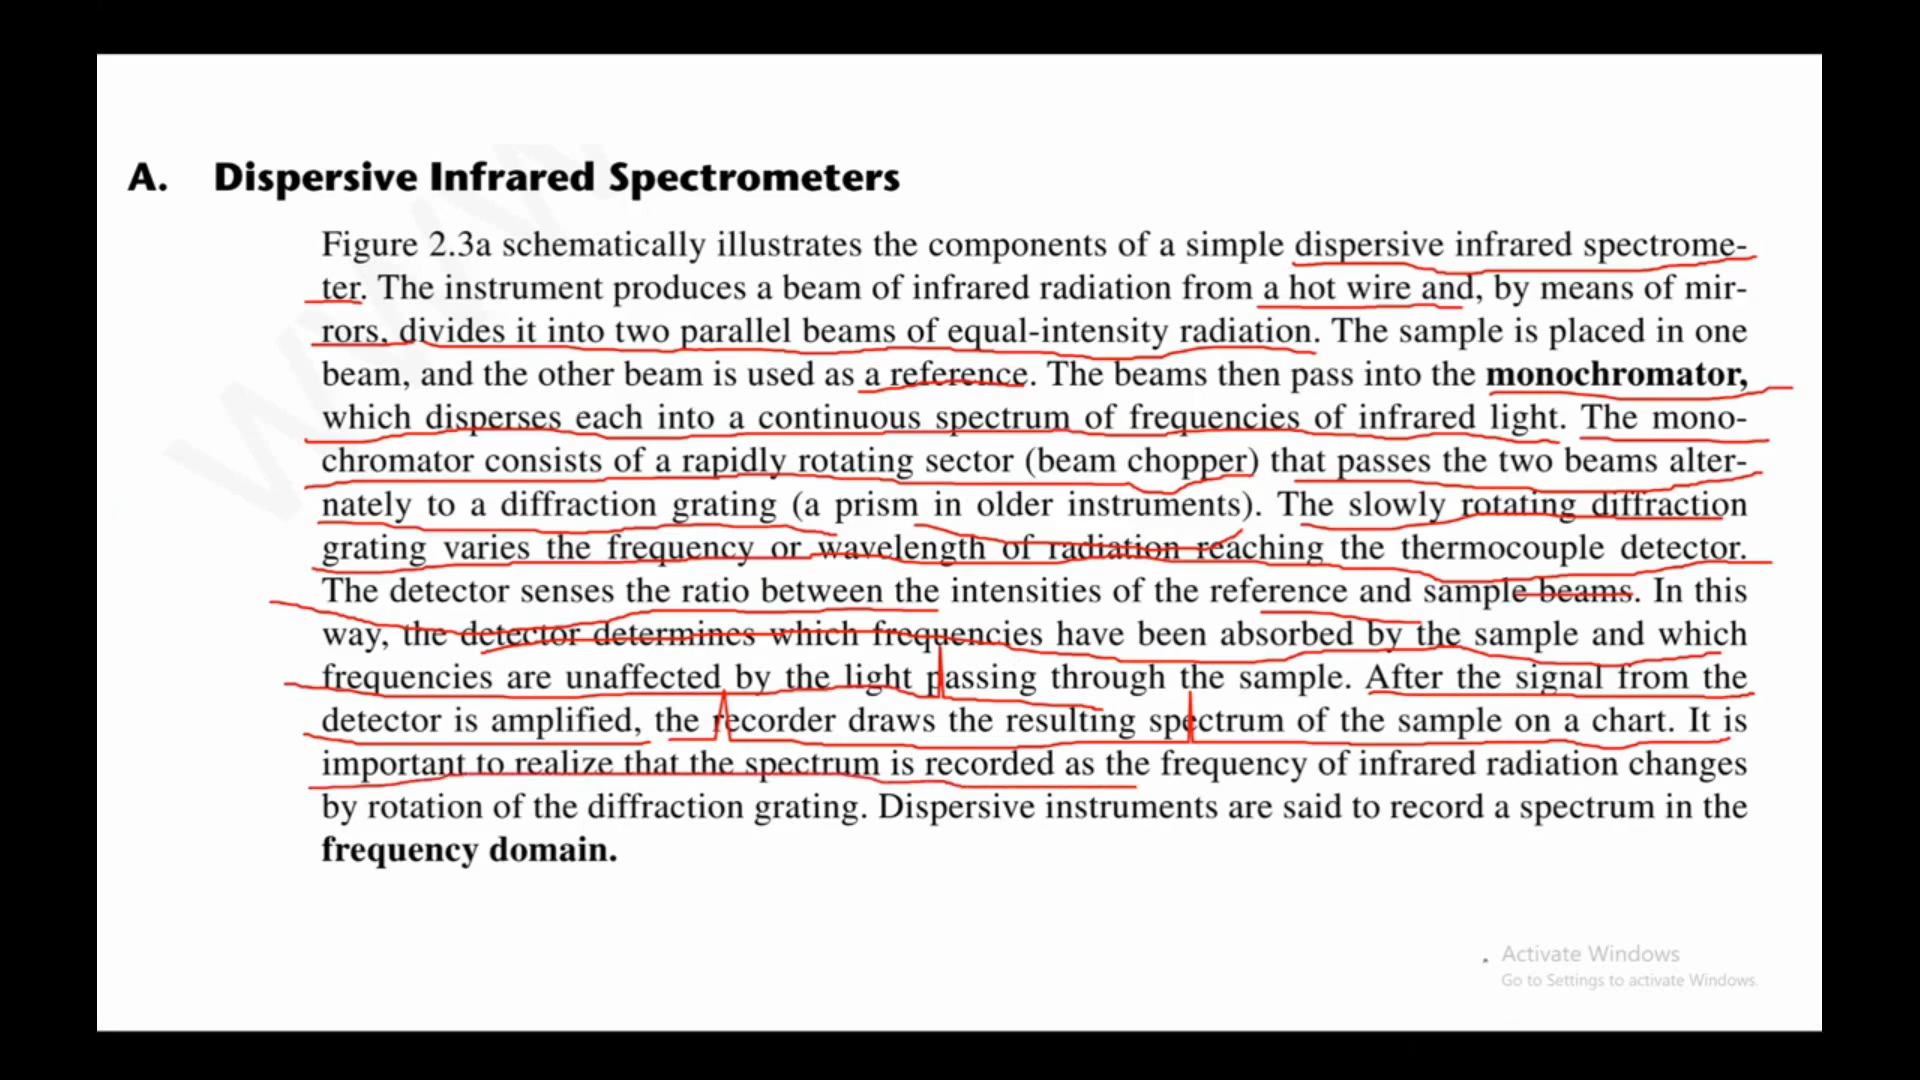 A. Dispersive Infrared Spectrometers
Figure 2.3a schematically illustrates the components of a simple dispersive infrared spectrome-
ter. The instrument produces a beam of infrared radiation from a hot wire and, by means of mir-
rors, divides it into two parallel beams of equal-intensity radiation. The sample is placed in one
beam, and the other beam is used as a reference. The beams then pass into the monochromator,
which disperses each into a continuous spectrum of frequencies of infrared light. The mono-
chromator consists of a rapidly rotating sector (beam chopper) that passes the two beams alter-
nately to a diffraction grating (a prism in older instruments). The slowly rotating diffraction
grating varies the frequency or wavelength of radiation reaching the thermocouple detector.
The detector senses the ratio between the intensities of the reference and sample beams. In this
way, the detector determines which frequencies have been absorbed by the sample and which
frequencies are unaffected by the light passing through the sample. After the signal from the
detector is amplified, the recorder draws the resulting spectrum of the sample on a chart. It is
important to realize that the spectrum is recorded as the frequency of infrared radiation changes
by rotation of the diffraction grating. Dispersive instruments are said to record a spectrum in the
frequency domain.
Activate Windows
Go to Settings to activate Windows.